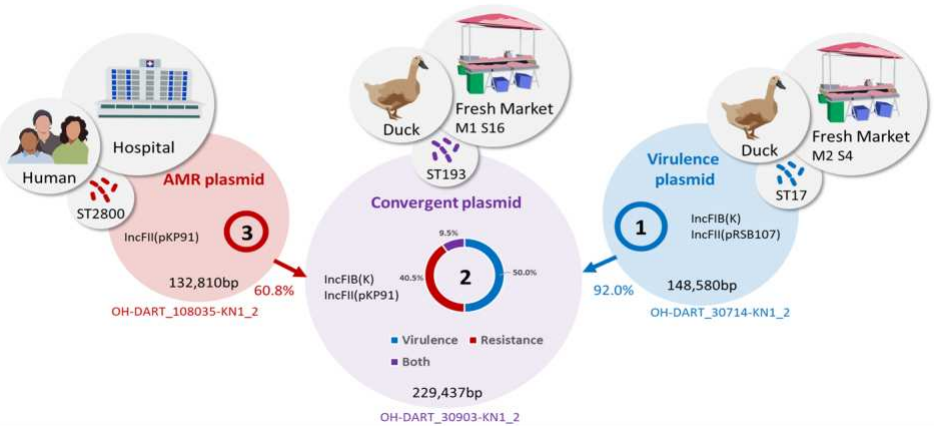 Human
Hospital
ST2800
AMR plasmid
IncFII(pKP91)
3
132,810bp
60.8%
OH-DART_108035-KN1_2
Duck
Fresh Market
M1 S16
ST193
Convergent plasmid
9.5%
IncFIB(K)
IncFII(pKP91)
40.5%
2
50.0%
Virulence
Resistance
Both
229,437bp
OH-DART_30903-KN1_2
Duck
Fresh Market
M2 S4
ST17
Virulence
plasmid
1
IncFIB(K)
IncFII(pRSB107)
92.0%
148,580bp
OH-DART_30714-KN1_2